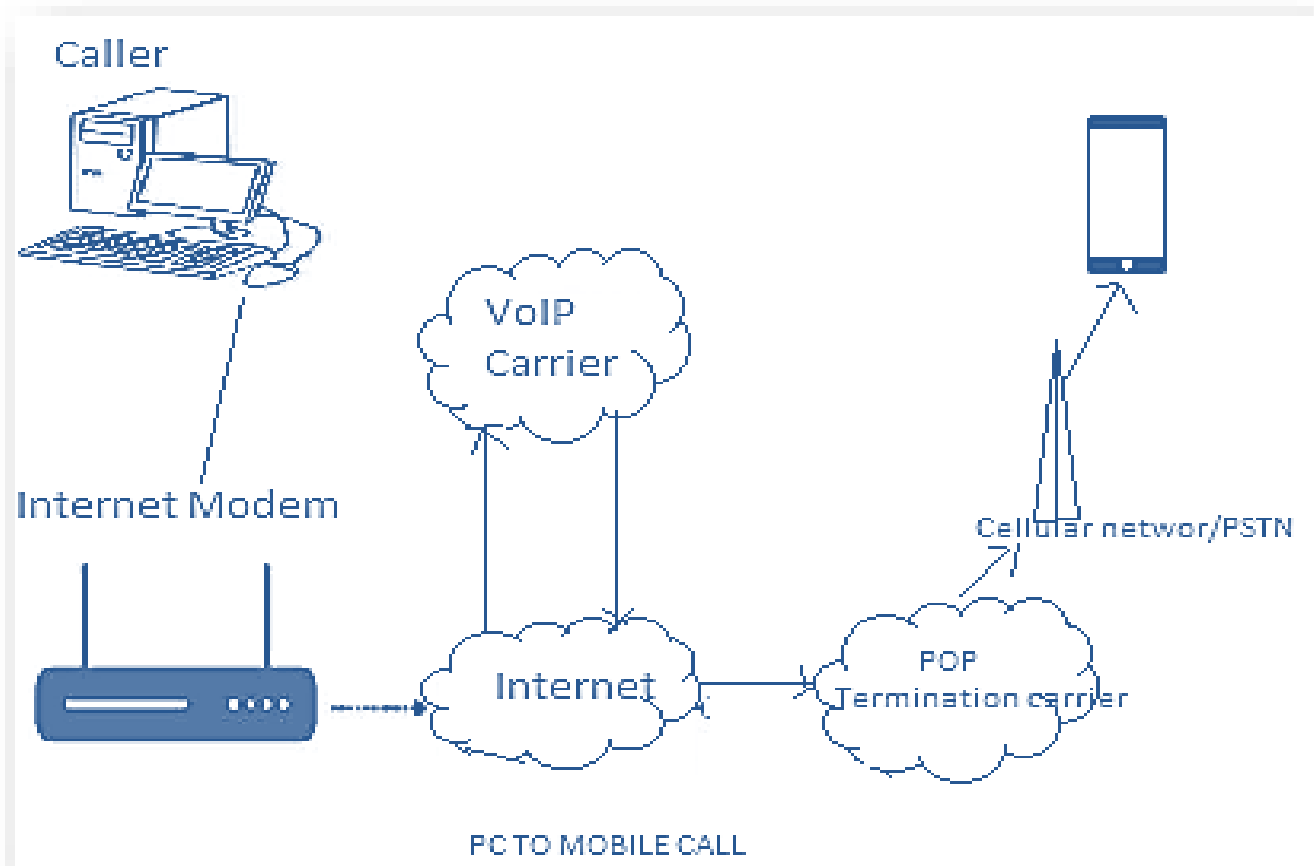 Caller
VoIP
Carrier
Internet Modem
Cellular networ/PSTN
Internet
POP
Termination carrier
PC TO MOBILE CALL